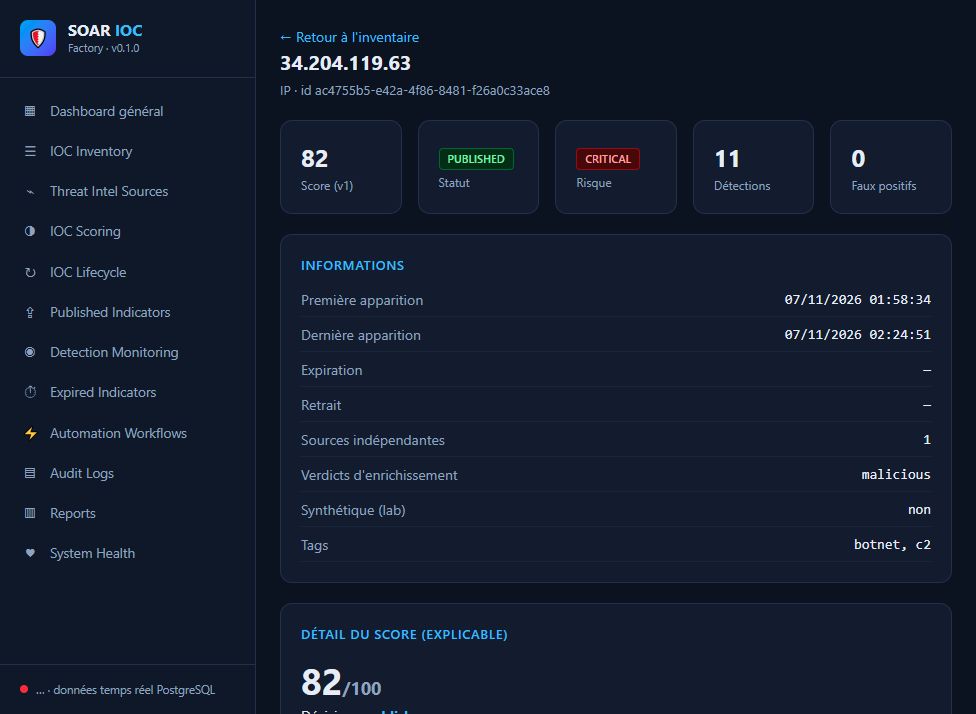 SOAR IOC
Factory · v0.1.0
Dashboard général
IOC Inventory
Threat Intel Sources
IOC Scoring
IOC Lifecycle
Published Indicators
Detection Monitoring
Expired Indicators
Automation Workflows
Audit Logs
Reports
System Health
... · données temps réel PostgreSQL
← Retour à l'inventaire
34.204.119.63
IP · id ac4755b5-e42a-4f86-8481-f26a0c33ace8
82
Score (v1)
PUBLISHED
Statut
CRITICAL
Risque
11
Détections
0
Faux positifs
INFORMATIONS
Première apparition 07/11/2026 01:58:34
Dernière apparition 07/11/2026 02:24:51
Expiration —
Retrait —
Sources indépendantes 1
Verdicts d'enrichissement malicious
Synthétique (lab) non
Tags botnet, c2
DÉTAIL DU SCORE (EXPLICABLE)
82/100